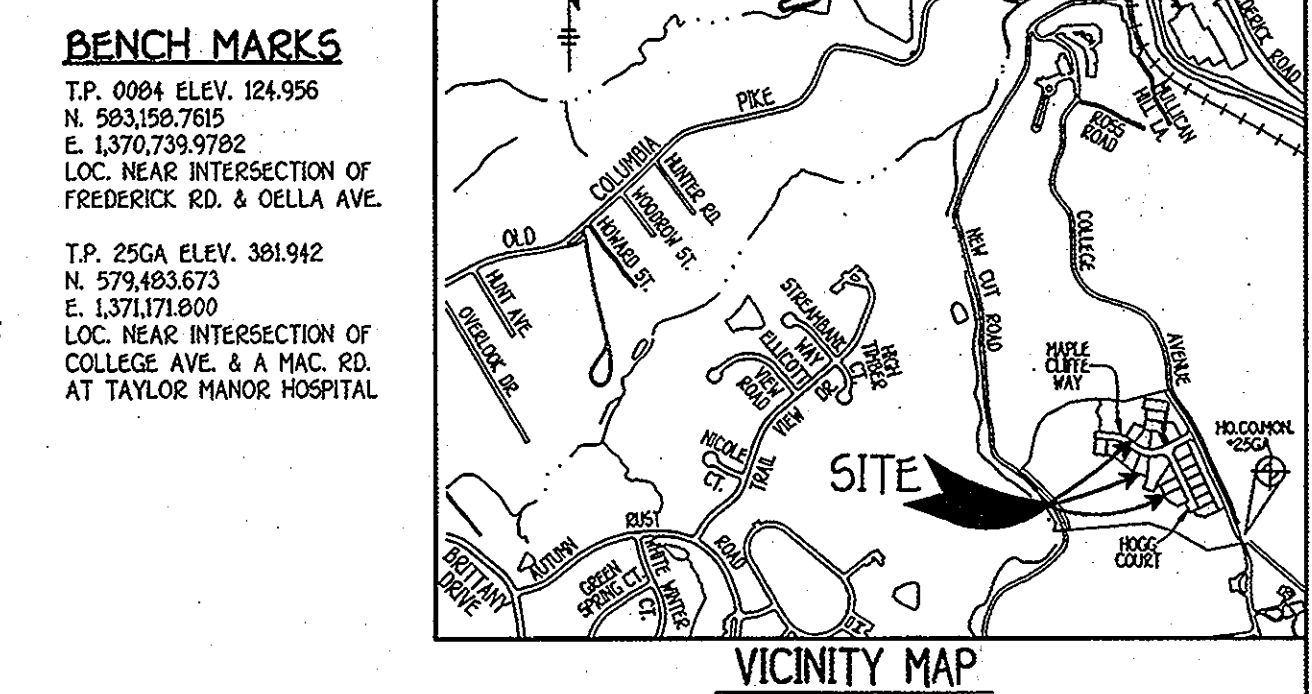 BENCH MARKS
T.P. 0084 ELEV. 124.956
N. 583,158.7615
E. 1,370,739.9782
LOC. NEAR INTERSECTION OF
FREDERICK RD. & OELLA AVE.
T.P. 25GA ELEV. 381.942
N. 579,483.673
E. 1,371,171.800
LOC. NEAR INTERSECTION OF
COLLEGE AVE. & A MAC. RD.
AT TAYLOR MANOR HOSPITAL
DERICK ROAD
MULLICAN
HILL LA.
ROSS
ROAD
OLD
COLUMBIA
PIKE
HUNTER RD.
WOODROW ST.
HOWARD ST.
HUNT AVE.
OVERLOOK DR.
NEW CUT ROAD
COLLEGE
AVENUE
STREAMBANK
WAY
HIGH
TIMBER
CT.
ELLICOTT
VIEW
ROAD
DR.
VIEW
TRAIL
NICOLE
CT.
MAPLE
CLIFFE
WAY
HO.CO.MON.
*25GA
SITE
HOGG
COURT
AUTUMN
RUST
ROAD
BRITTANY
DRIVE
GREEN
SPRING CT.
WHITE WINTER
CT.
VICINITY MAP